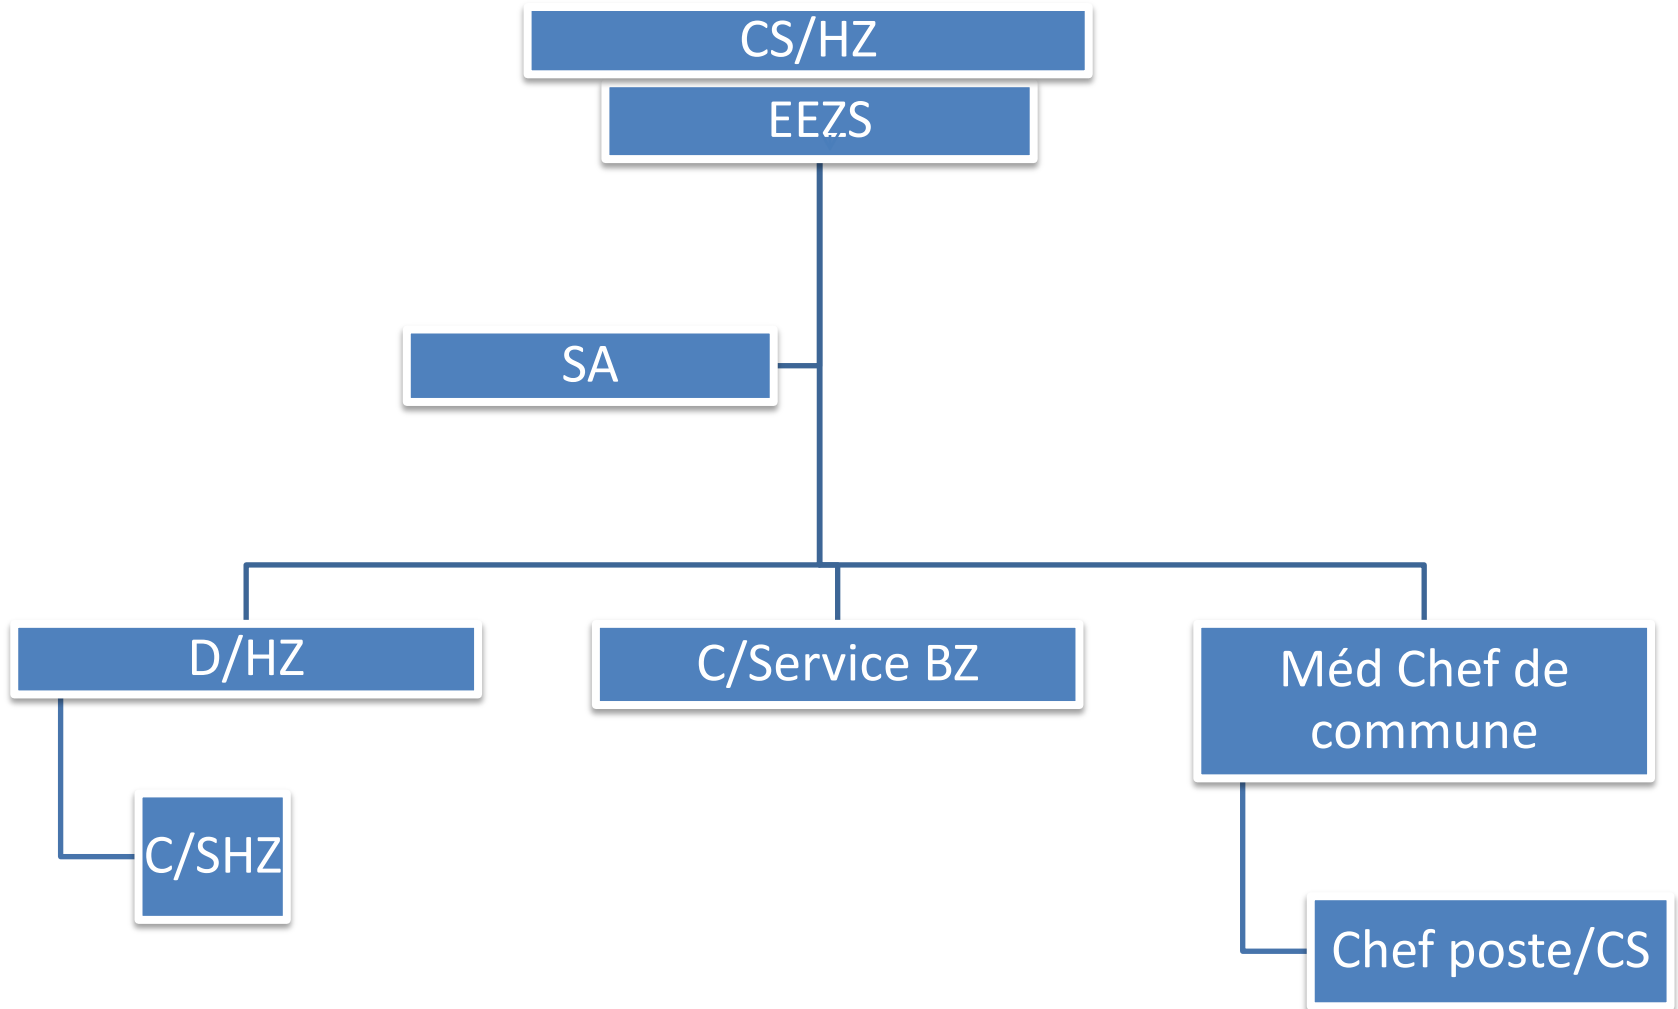 CS/HZ
EEZS
SA
D/HZ
C/Service BZ
Méd Chef de
commune
C/SHZ
Chef poste/CS